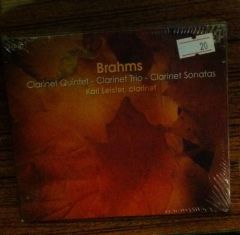 20
Brahms
Clarinet Quintet - Clarinet Trio - Clarinet Sonatas
Karl Leister, clarinet